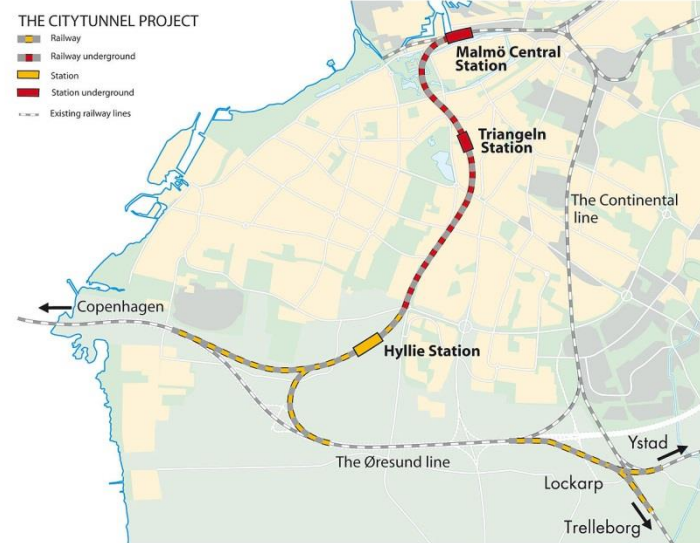 THE CITYTUNNEL PROJECT
Railway
Railway underground
Station
Station underground
Existing railway lines
Malmö Central
Station
Triangeln
Station
The Continental
line
Copenhagen
Hyllie Station
The Øresund line
Ystad
Lockarp
Trelleborg